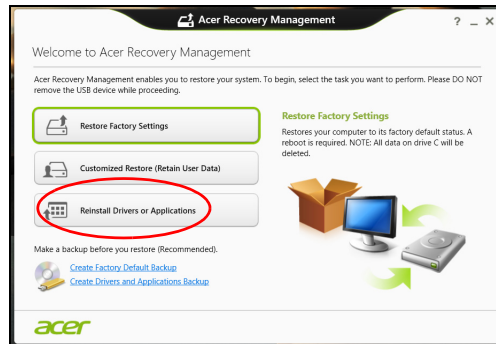 Acer Recovery Management
Welcome to Acer Recovery Management
Acer Recovery Management enables you to restore your system. To begin, select the task you want to perform. Please DO NOT
remove the USB device while proceeding.
Restore Factory Settings
Customized Restore (Retain User Data)
Reinstall Drivers or Applications
Restore Factory Settings
Restores your computer to its factory default status. A
reboot is required. NOTE: All data on drive C will be
deleted.
Make a backup before you restore (Recommended).
Create Factory Default Backup
Create Drivers and Applications Backup
acer